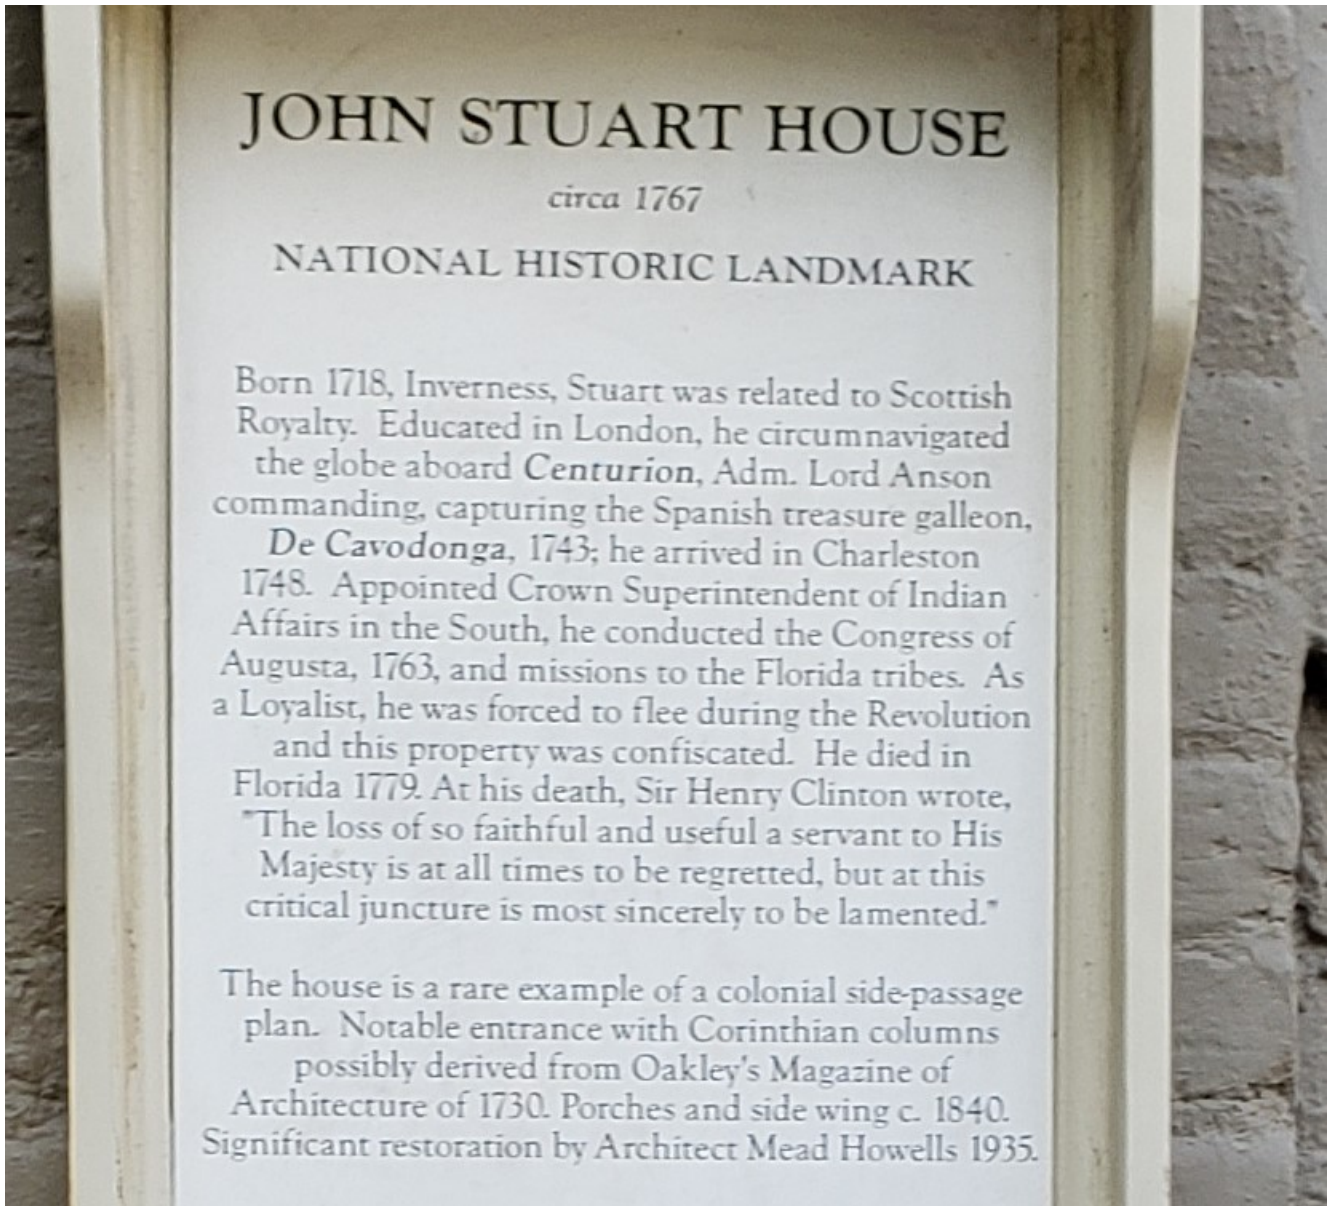 JOHN STUART HOUSE
circa 1767
NATIONAL HISTORIC LANDMARK
Born 1718, Inverness, Stuart was related to Scottish
Royalty. Educated in London, he circumnavigated
the globe aboard Centurion, Adm. Lord Anson
commanding, capturing the Spanish treasure galleon,
De Cavodonga, 1743; he arrived in Charleston
1748. Appointed Crown Superintendent of Indian
Affairs in the South, he conducted the Congress of
Augusta, 1763, and missions to the Florida tribes. As
a Loyalist, he was forced to flee during the Revolution
and this property was confiscated. He died in
Florida 1779. At his death, Sir Henry Clinton wrote,
"The loss of so faithful and useful a servant to His
Majesty is at all times to be regretted, but at this
critical juncture is most sincerely to be lamented."
The house is a rare example of a colonial side-passage
plan. Notable entrance with Corinthian columns
possibly derived from Oakley's Magazine of
Architecture of 1730. Porches and side wing c. 1840.
Significant restoration by Architect Mead Howells 1935.